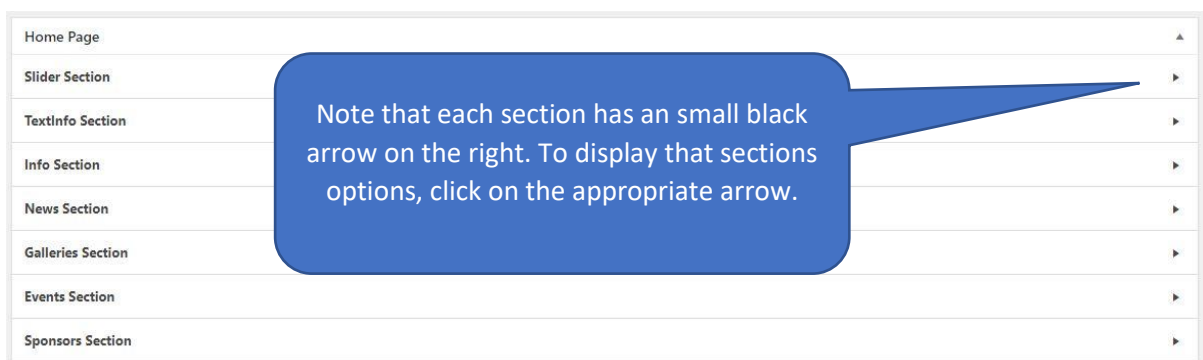 Home Page
Slider Section
TextInfo Section
Info Section
News Section
Galleries Section
Events Section
Sponsors Section
Note that each section has an small black
arrow on the right. To display that sections
options, click on the appropriate arrow.